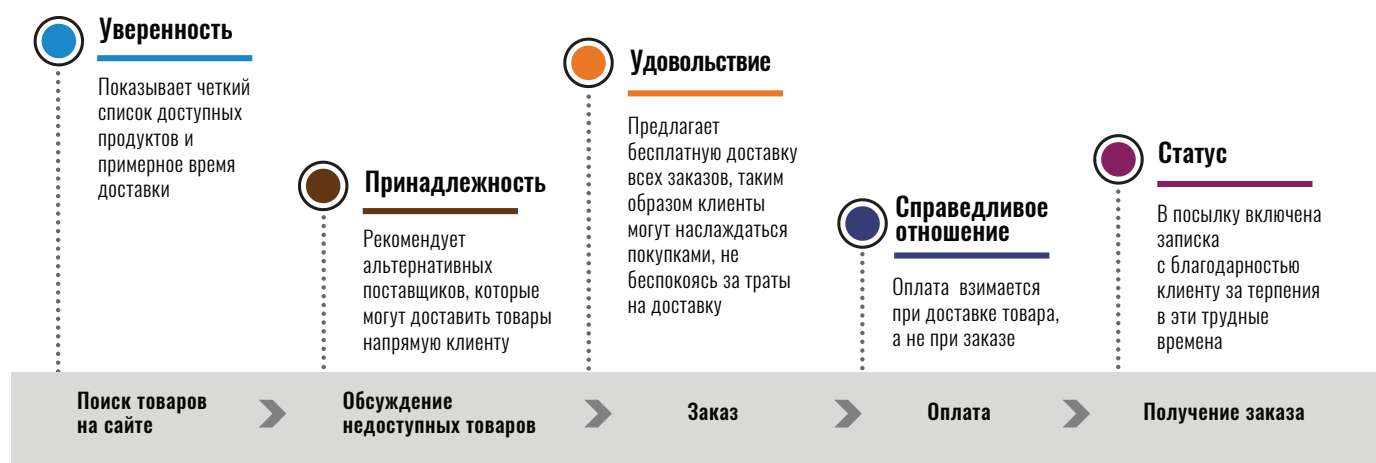 Уверенность
Показывает четкий
список доступных
продуктов и
примерное время
доставки
Принадлежность
Рекомендует
альтернативных
поставщиков, которые
могут доставить товары
напрямую клиенту
Удовольствие
Предлагает
бесплатную доставку
всех заказов, таким
образом клиенты
могут наслаждаться
покупками, не
беспокоясь за траты
на доставку
Справедливое
отношение
Оплата взимается
при доставке товара,
а не при заказе
Статус
В посылку включена
записка
с благодарностью
клиенту за терпения
в эти трудные
времена
Поиск товаров
на сайте
Обсуждение
недоступных товаров
Заказ
Оплата
Получение заказа